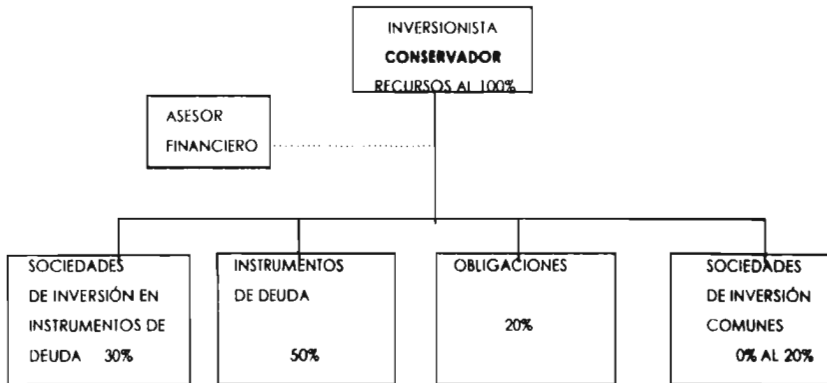 INVERSIONISTA
CONSERVADOR
RECURSOS AL 100%
ASESOR
FINANCIERO
SOCIEDADES
DE INVERSIÓN EN
INSTRUMENTOS DE
DEUDA 30%
INSTRUMENTOS
DE DEUDA
50%
OBLIGACIONES
20%
SOCIEDADES
DE INVERSIÓN
COMUNES
0% AL 20%